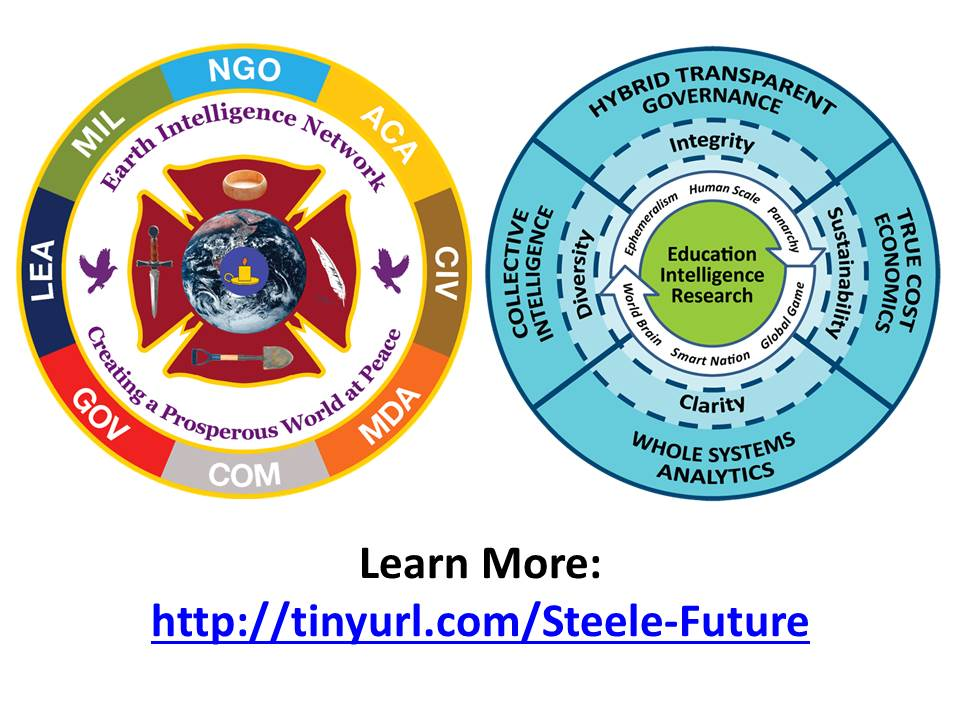 NGO
ACA
CIV
MDA
COM
GOV
LEA
MIL
Earth Intelligence Network
Creating a Prosperous World at Peace
HYBRID TRANSPARENT
GOVERNANCE
TRUE COST
ECONOMICS
WHOLE SYSTEMS
ANALYTICS
COLLECTIVE
INTELLIGENCE
Integrity
Sustainability
Clarity
Diversity
Ephemeralism
Human Scale
Panarchy
Global Game
Smart Nation
World Brain
Education
Intelligence
Research
Learn More:
http://tinyurl.com/Steele-Future